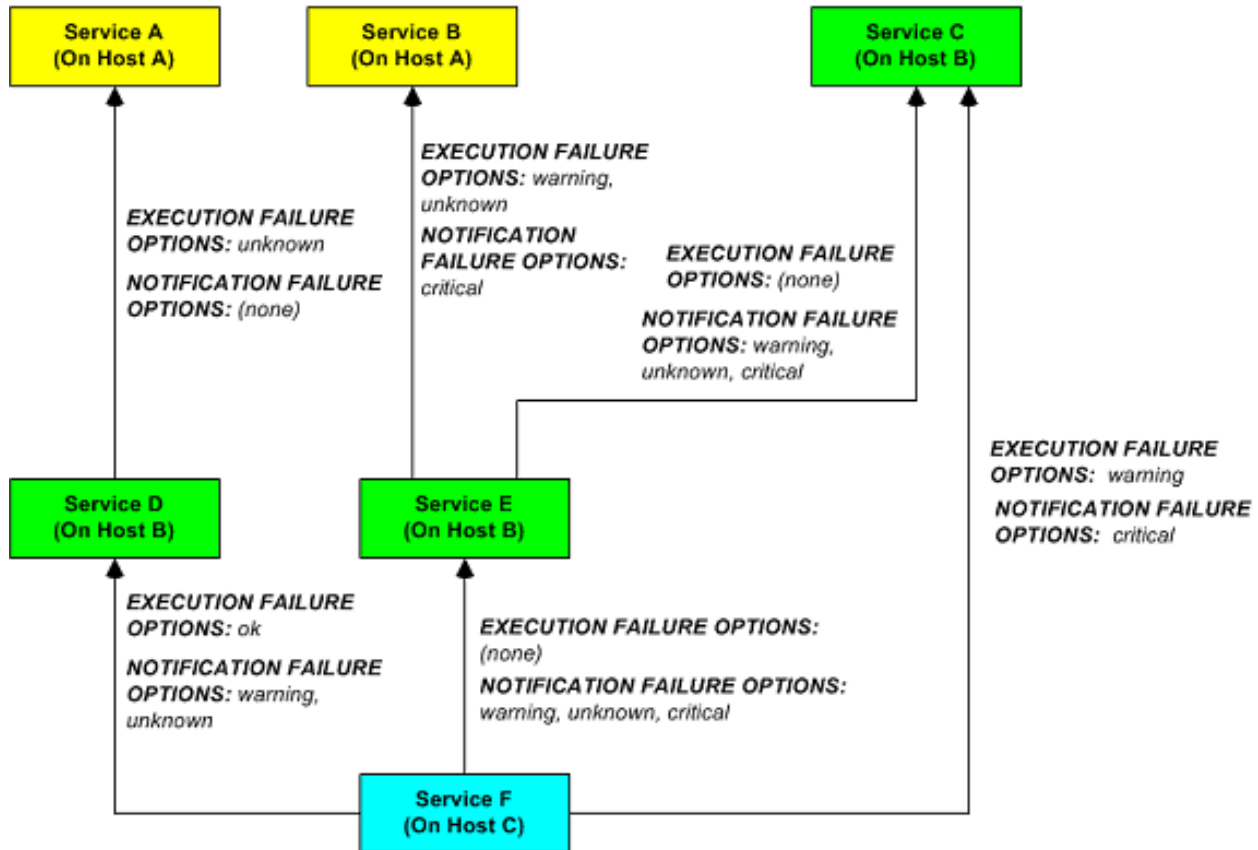 Service A
(On Host A)
Service B
(On Host A)
Service C
(On Host B)
EXECUTION FAILURE
OPTIONS: unknown
NOTIFICATION FAILURE
OPTIONS: (none)
EXECUTION FAILURE
OPTIONS: warning,
unknown
NOTIFICATION
FAILURE OPTIONS:
critical
EXECUTION FAILURE
OPTIONS: (none)
NOTIFICATION FAILURE
OPTIONS: warning,
unknown, critical
EXECUTION FAILURE
OPTIONS: warning
NOTIFICATION FAILURE
OPTIONS: critical
Service D
(On Host B)
Service E
(On Host B)
EXECUTION FAILURE
OPTIONS: ok
NOTIFICATION FAILURE
OPTIONS: warning,
unknown
EXECUTION FAILURE OPTIONS:
(none)
NOTIFICATION FAILURE OPTIONS:
warning, unknown, critical
Service F
(On Host C)